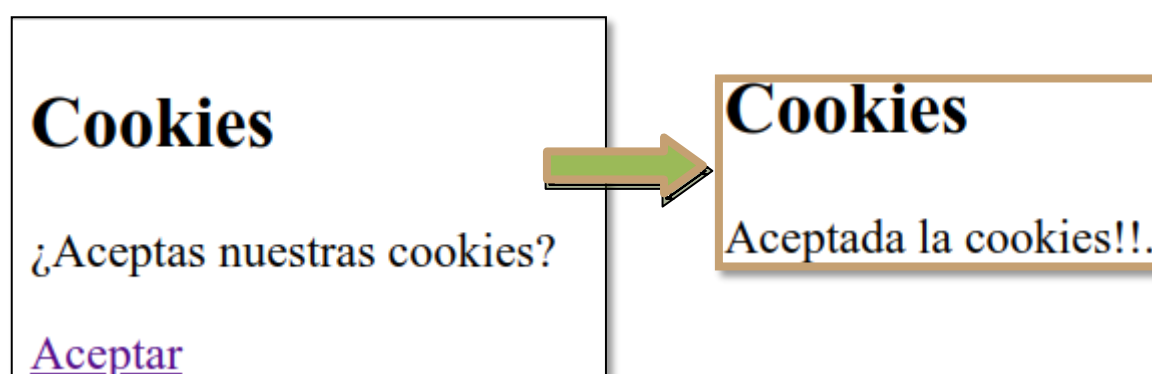 Cookies
¿Aceptas nuestras cookies?
Aceptar
Cookies
Aceptada la cookies!!.